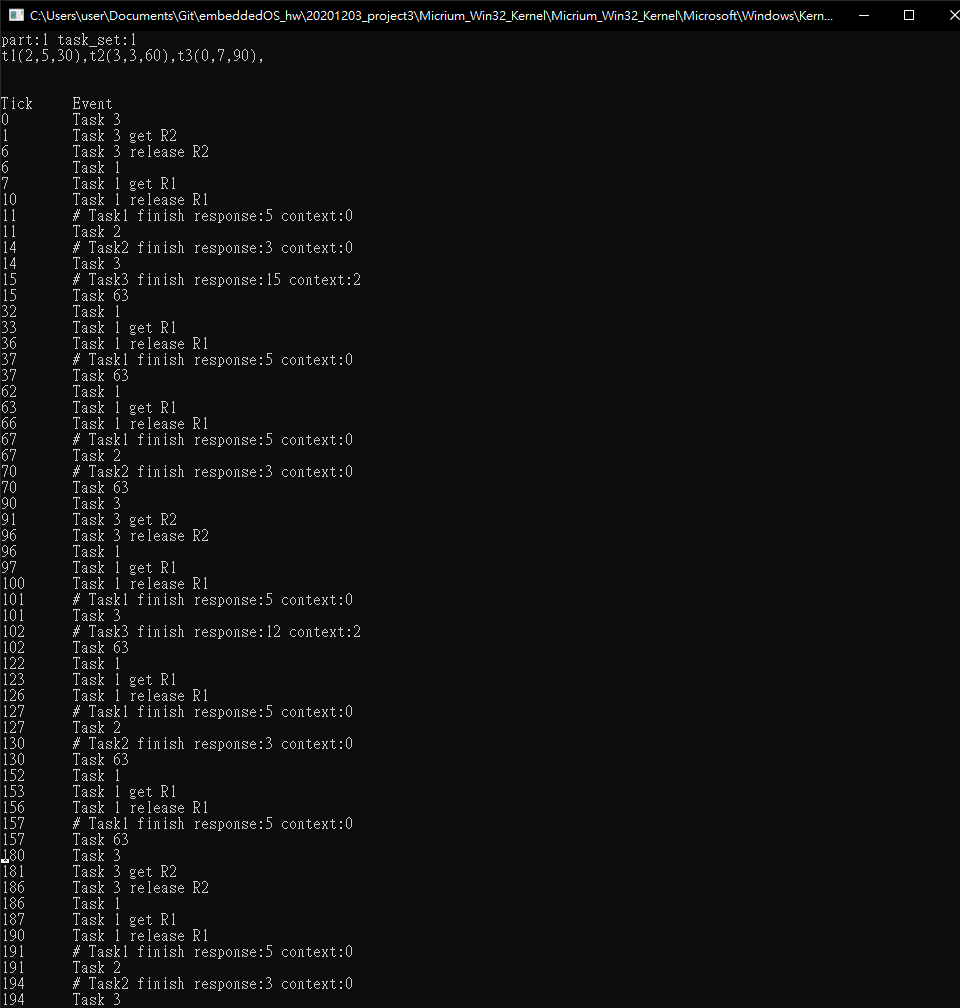 C:\Users\user\Documents\Git\embeddedOS_hw\20201203_project3\Micrium_Win32_Kernel\Micrium_Win32_Kernel\Microsoft\Windows\Kern...
part:1 task_set:1
t1(2,5,30),t2(3,3,60),t3(0,7,90),
Tick Event
0 Task 3
1 Task 3 get R2
6 Task 3 release R2
6 Task 1
7 Task 1 get R1
10 Task 1 release R1
11 # Task1 finish response:5 context:0
11 Task 2
14 # Task2 finish response:3 context:0
14 Task 3
15 # Task3 finish response:15 context:2
15 Task 63
32 Task 1
33 Task 1 get R1
36 Task 1 release R1
37 # Task1 finish response:5 context:0
37 Task 63
62 Task 1
63 Task 1 get R1
66 Task 1 release R1
67 # Task1 finish response:5 context:0
67 Task 2
70 # Task2 finish response:3 context:0
70 Task 63
90 Task 3
91 Task 3 get R2
96 Task 3 release R2
96 Task 1
97 Task 1 get R1
100 Task 1 release R1
101 # Task1 finish response:5 context:0
101 Task 3
102 # Task3 finish response:12 context:2
102 Task 63
122 Task 1
123 Task 1 get R1
126 Task 1 release R1
127 # Task1 finish response:5 context:0
127 Task 2
130 # Task2 finish response:3 context:0
130 Task 63
152 Task 1
153 Task 1 get R1
156 Task 1 release R1
157 # Task1 finish response:5 context:0
157 Task 63
180 Task 3
181 Task 3 get R2
186 Task 3 release R2
186 Task 1
187 Task 1 get R1
190 Task 1 release R1
191 # Task1 finish response:5 context:0
191 Task 2
194 # Task2 finish response:3 context:0
194 Task 3